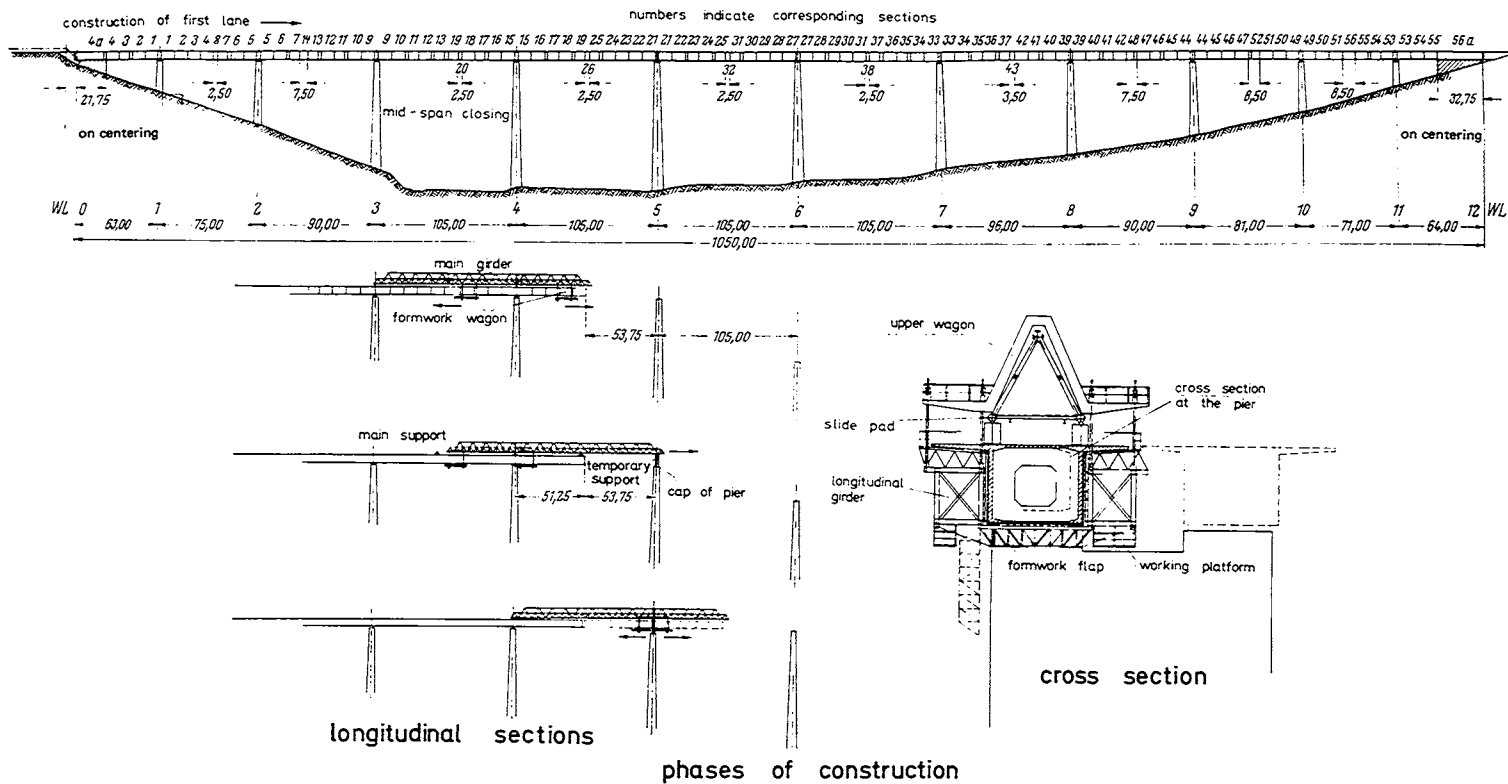 construction of first lane
numbers indicate corresponding sections
4a 4 3 2 1 1 2 3 4 8 7 6 5 5 6 7 14 13 12 11 10 9 9 10 11 12 13 19 18 17 16 15 15 16 17 18 19 25 24 23 22 21 21 22 23 24 25 31 30 29 28 27 27 28 29 30 31 37 36 35 34 33 33 34 35 36 37 42 41 40 39 39 40 41 42 48 47 46 45 44 44 45 46 47 52 51 50 49 50 51 56 55 54 53 53 54 55 56a
20 26 32 38 43
21,75 2,50 7,50 2,50 2,50 2,50 2,50 3,50 7,50 6,50 8,50 32,75
mid-span closing
on centering
on centering
WL 0 1 2 3 4 5 6 7 8 9 10 11 12 WL
63,00 75,00 90,00 105,00 105,00 105,00 105,00 96,00 90,00 81,00 71,00 64,00
1050,00
main girder
formwork wagon
53,75 105,00
upper wagon
cross section
at the pier
slide pad
main support
temporary
support
cap of pier
51,25 53,75
longitudinal
girder
formwork flap
working platform
cross section
longitudinal sections
phases of construction